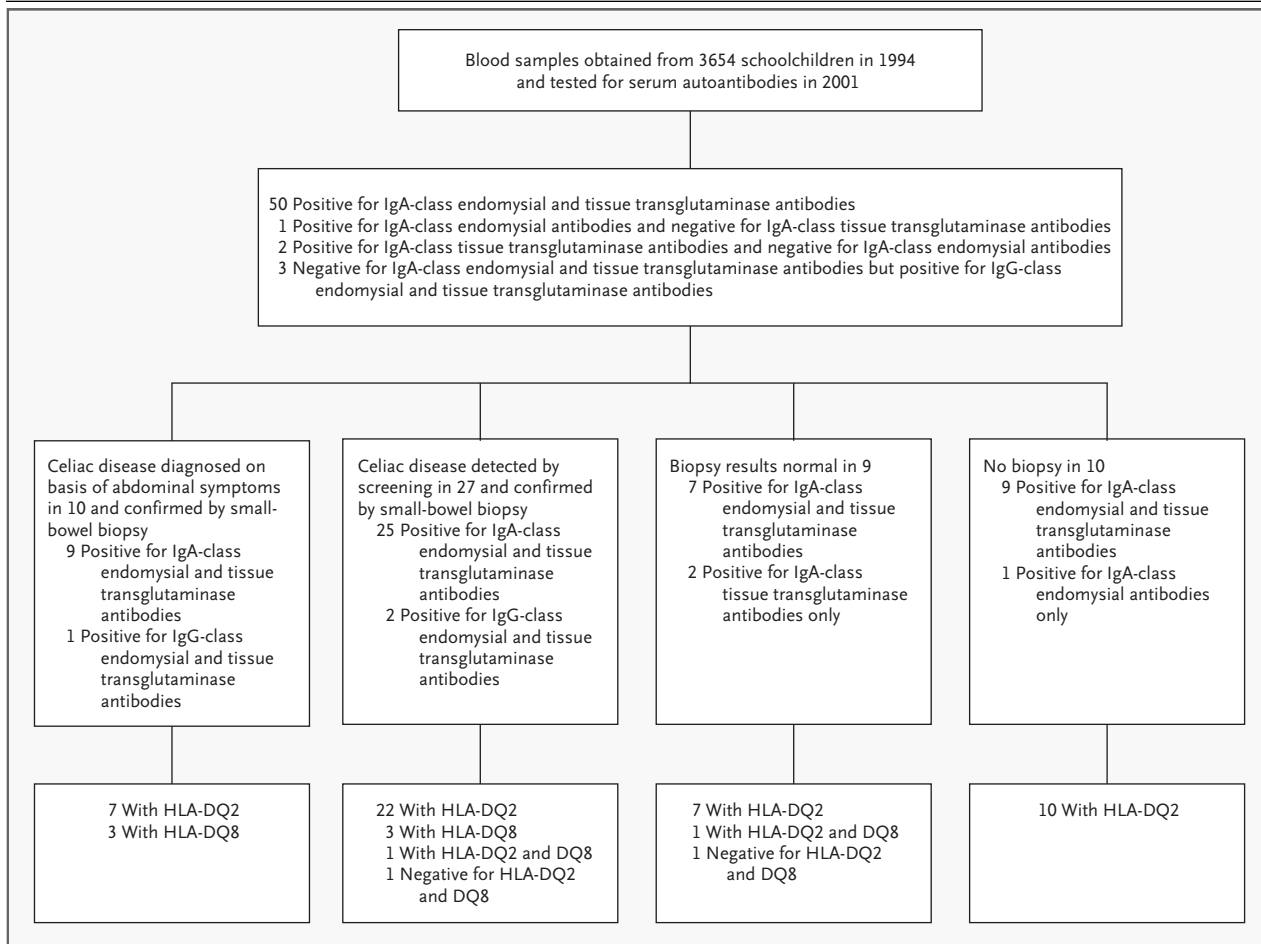 Blood samples obtained from 3654 schoolchildren in 1994
and tested for serum autoantibodies in 2001
50 Positive for IgA-class endomysial and tissue transglutaminase antibodies
1 Positive for IgA-class endomysial antibodies and negative for IgA-class tissue transglutaminase antibodies
2 Positive for IgA-class tissue transglutaminase antibodies and negative for IgA-class endomysial antibodies
3 Negative for IgA-class endomysial and tissue transglutaminase antibodies but positive for IgG-class
endomysial and tissue transglutaminase antibodies
Celiac disease diagnosed on
basis of abdominal symptoms
in 10 and confirmed by small-
bowel biopsy
9 Positive for IgA-class
endomysial and tissue
transglutaminase
antibodies
1 Positive for IgG-class
endomysial and tissue
transglutaminase
antibodies
Celiac disease detected by
screening in 27 and confirmed
by small-bowel biopsy
25 Positive for IgA-class
endomysial and tissue
transglutaminase
antibodies
2 Positive for IgG-class
endomysial and tissue
transglutaminase
antibodies
Biopsy results normal in 9
7 Positive for IgA-class
endomysial and tissue
transglutaminase
antibodies
2 Positive for IgA-class
tissue transglutaminase
antibodies only
No biopsy in 10
9 Positive for IgA-class
endomysial and tissue
transglutaminase
antibodies
1 Positive for IgA-class
endomysial antibodies
only
7 With HLA-DQ2
3 With HLA-DQ8
22 With HLA-DQ2
3 With HLA-DQ8
1 With HLA-DQ2 and DQ8
1 Negative for HLA-DQ2
and DQ8
7 With HLA-DQ2
1 With HLA-DQ2 and DQ8
1 Negative for HLA-DQ2
and DQ8
10 With HLA-DQ2